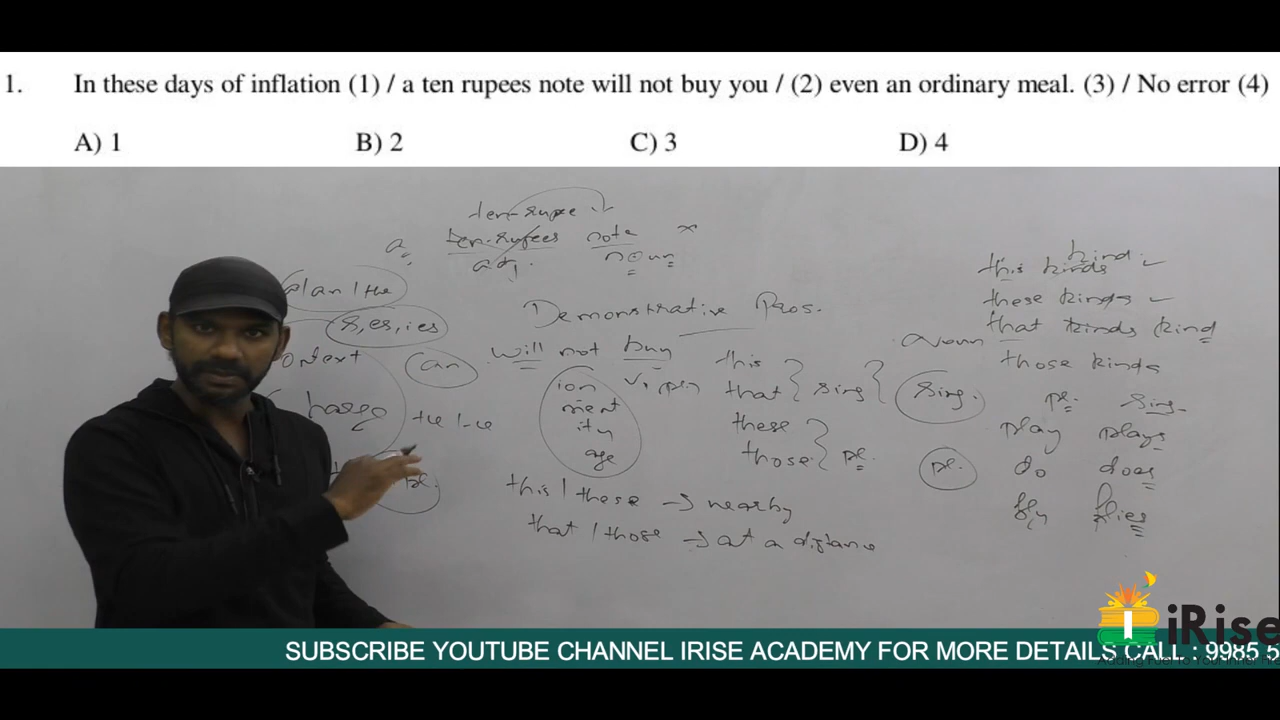 1. In these days of inflation (1) / a ten rupees note will not buy you / (2) even an ordinary meal. (3) / No error (4)
A) 1 B) 2 C) 3 D) 4
ten-rupee
a ten-rupees note ×
adj. noun
plan / the
s, es, ies
Demonstrative Pros.
can will not buy
ion
ment
ity
age
this
that } sing
these
those } pl.
this / these → nearby
that / those → at a distance
kind
this kinds ✓
these kinds ✓
that kinds kind
those kinds
noun
sing. pl. sing.
play plays
pl. do does
fly flies
iRise
SUBSCRIBE YOUTUBE CHANNEL IRISE ACADEMY FOR MORE DETAILS CALL : 9985 5